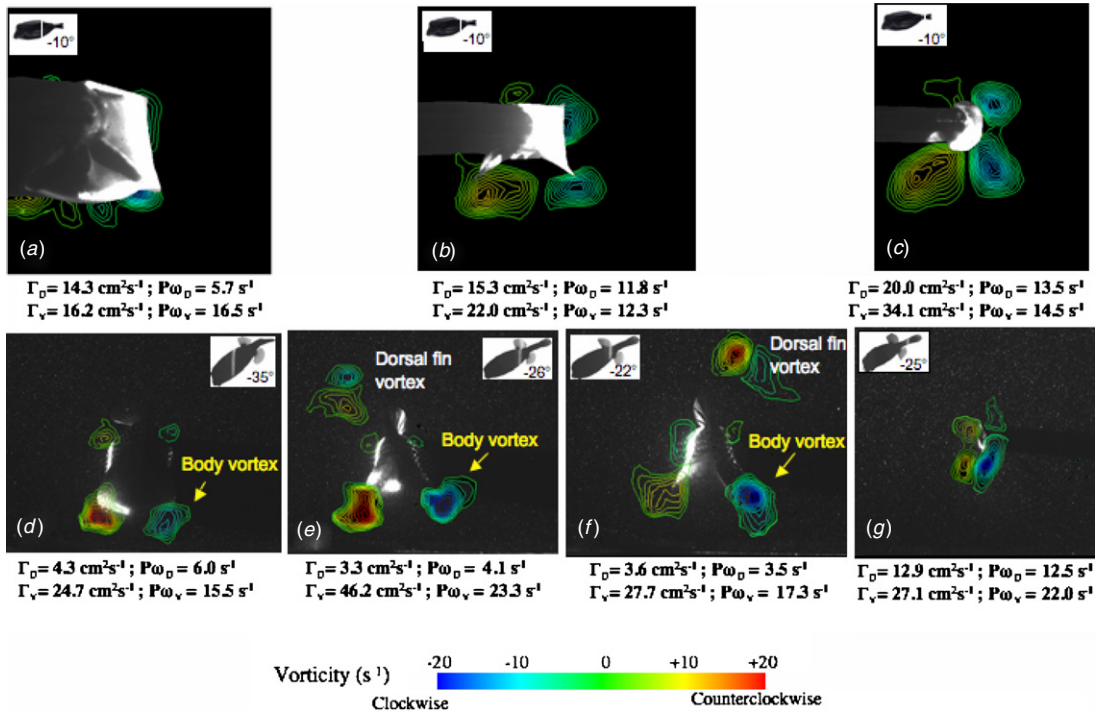 -10°
-10°
-10°
(a)
(b)
(c)
Γ_D = 14.3 cm²s⁻¹ ; Pω_D = 5.7 s⁻¹
Γ_V = 16.2 cm²s⁻¹ ; Pω_V = 16.5 s⁻¹
Γ_D = 15.3 cm²s⁻¹ ; Pω_D = 11.8 s⁻¹
Γ_V = 22.0 cm²s⁻¹ ; Pω_V = 12.3 s⁻¹
Γ_D = 20.0 cm²s⁻¹ ; Pω_D = 13.5 s⁻¹
Γ_V = 34.1 cm²s⁻¹ ; Pω_V = 14.5 s⁻¹
-35°
Body vortex
(d)
Dorsal fin
vortex
-26°
Body vortex
(e)
-22°
Dorsal fin
vortex
Body vortex
(f)
-25°
(g)
Γ_D = 4.3 cm²s⁻¹ ; Pω_D = 6.0 s⁻¹
Γ_V = 24.7 cm²s⁻¹ ; Pω_V = 15.5 s⁻¹
Γ_D = 3.3 cm²s⁻¹ ; Pω_D = 4.1 s⁻¹
Γ_V = 46.2 cm²s⁻¹ ; Pω_V = 23.3 s⁻¹
Γ_D = 3.6 cm²s⁻¹ ; Pω_D = 3.5 s⁻¹
Γ_V = 27.7 cm²s⁻¹ ; Pω_V = 17.3 s⁻¹
Γ_D = 12.9 cm²s⁻¹ ; Pω_D = 12.5 s⁻¹
Γ_V = 27.1 cm²s⁻¹ ; Pω_V = 22.0 s⁻¹
Vorticity (s⁻¹)
-20 -10 0 +10 +20
Clockwise Counterclockwise